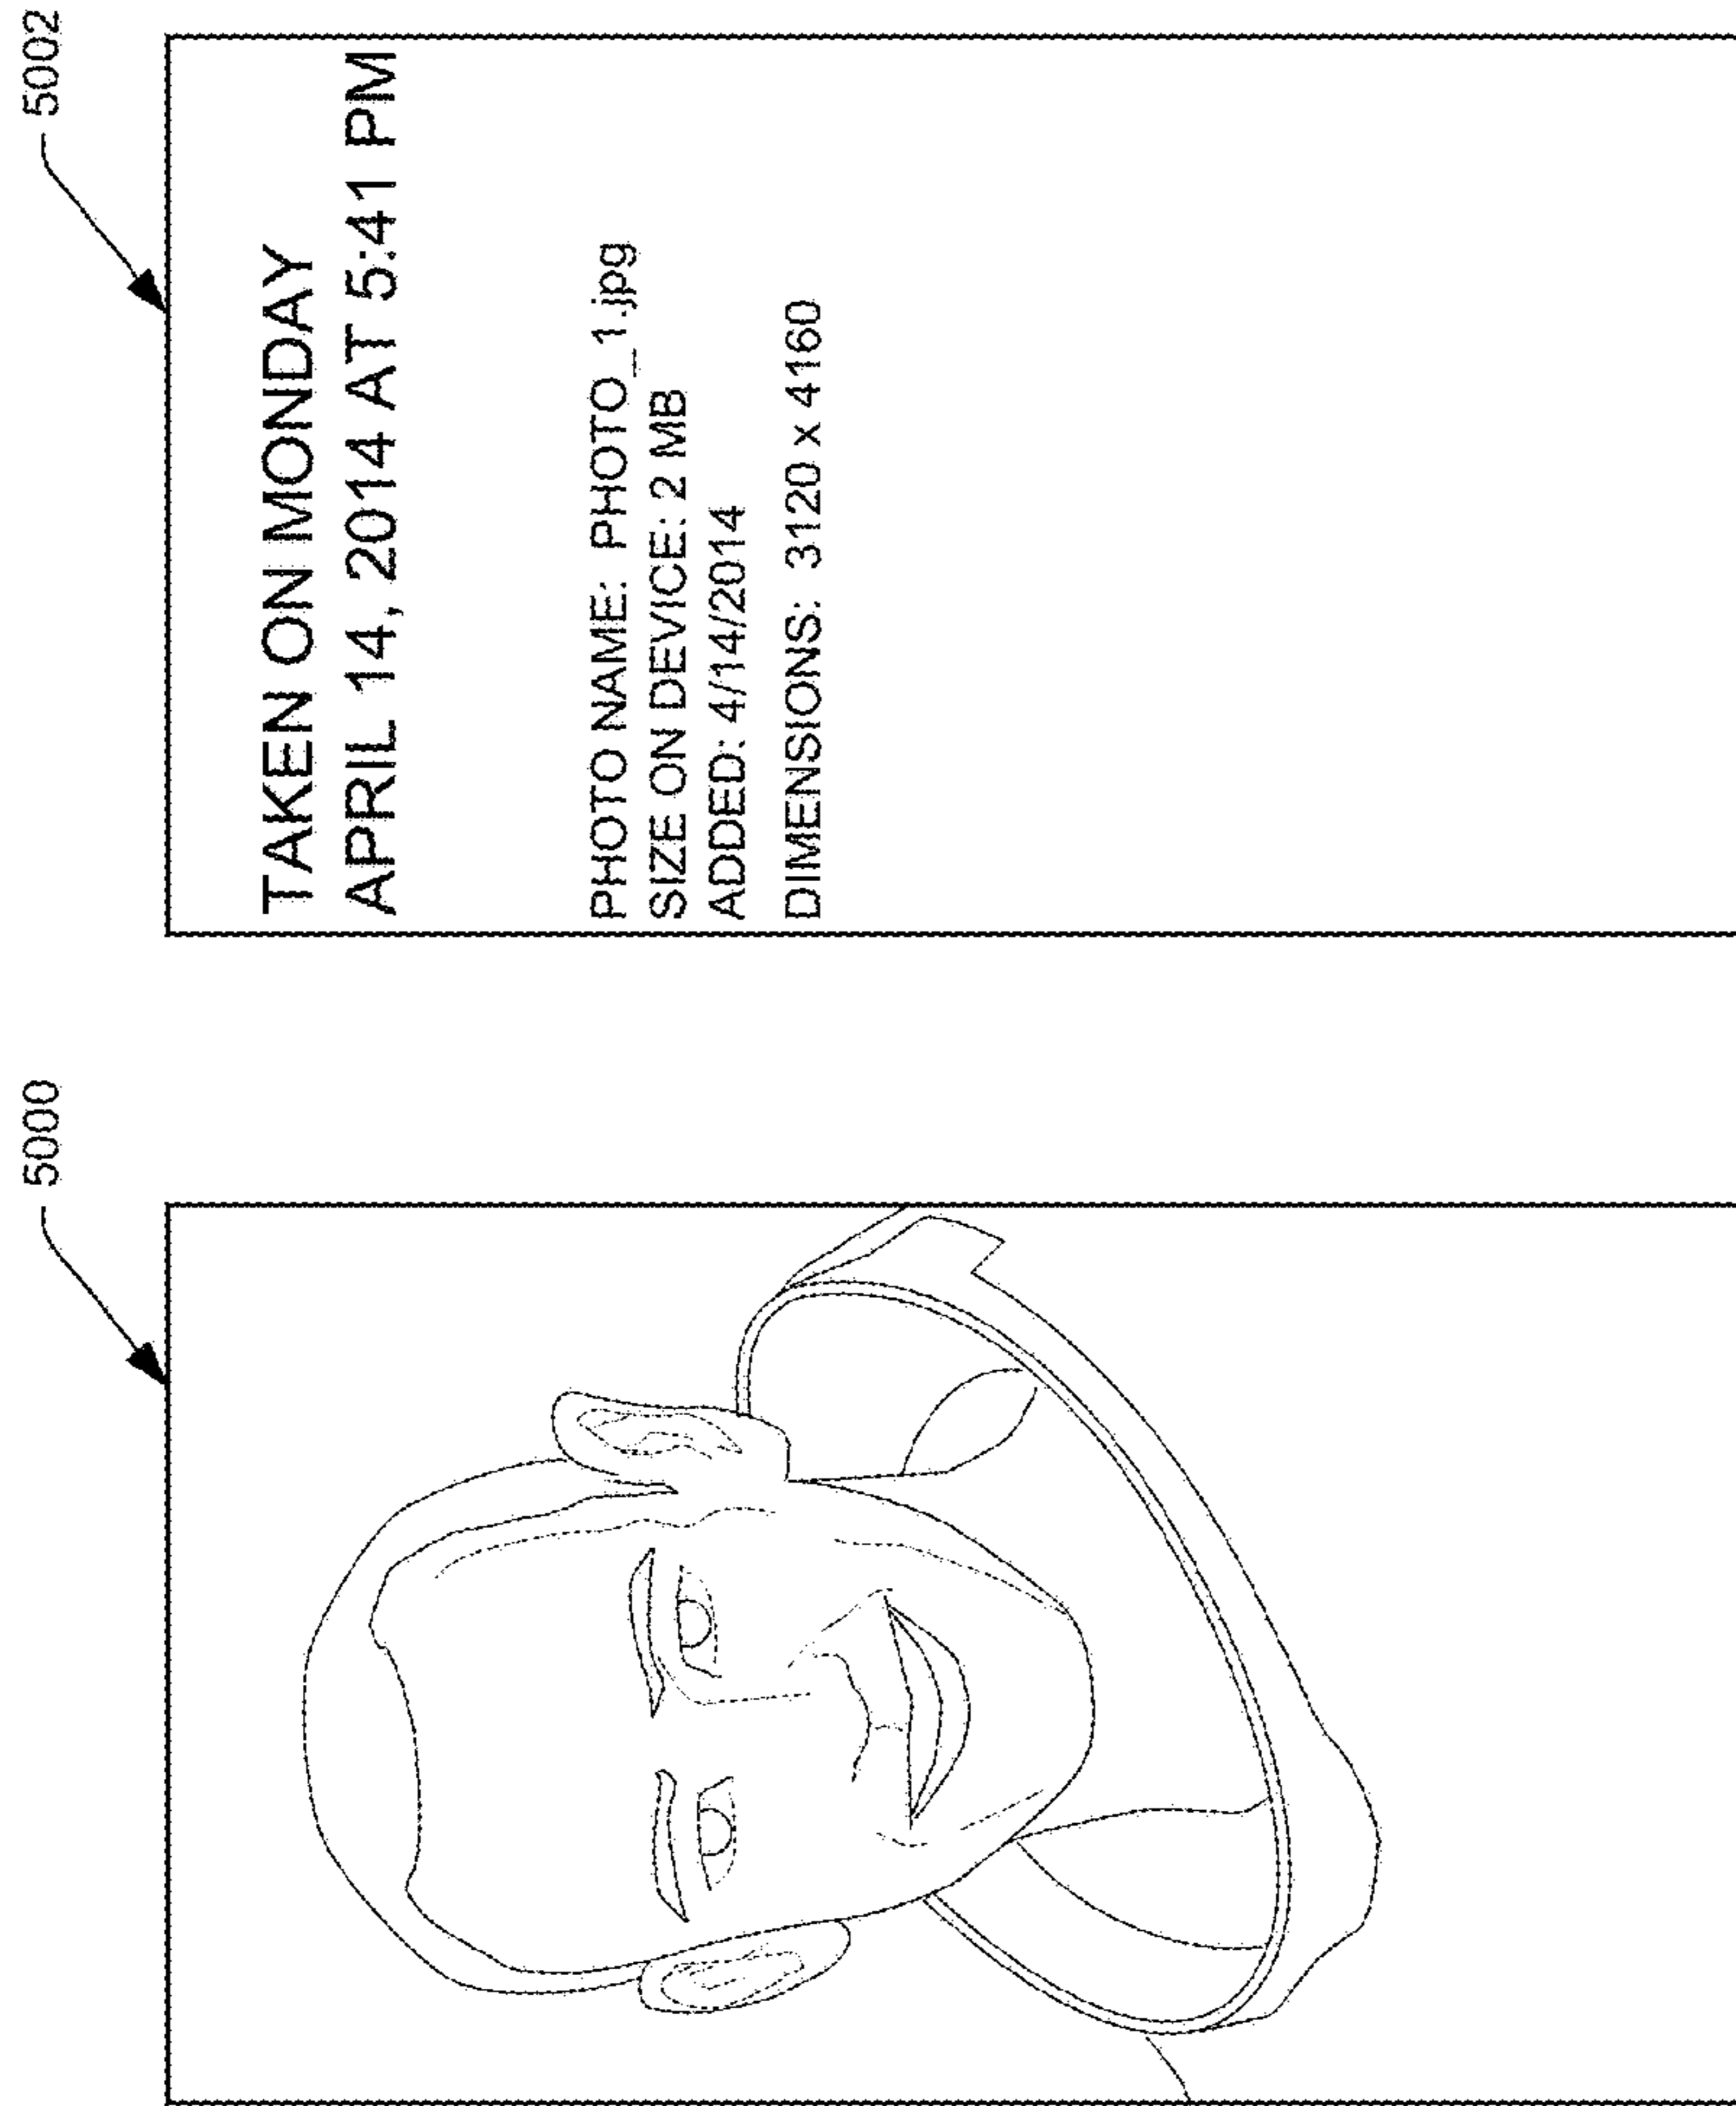 5000
5002
TAKEN ON MONDAY
APRIL 14, 2014 AT 5:41 PM
PHOTO NAME: PHOTO_1.jpg
SIZE ON DEVICE: 2 MB
ADDED: 4/14/2014
DIMENSIONS: 3120 x 4160